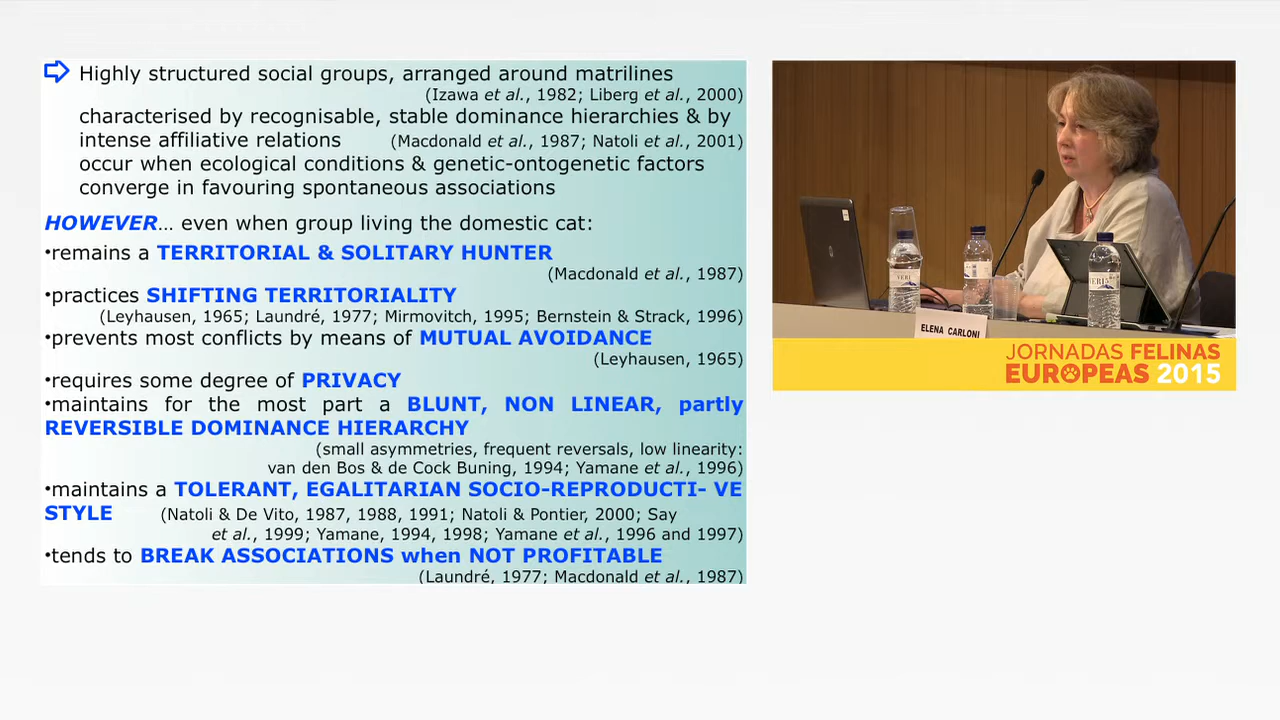 Highly structured social groups, arranged around matrilines
(Izawa et al., 1982; Liberg et al., 2000)
characterised by recognisable, stable dominance hierarchies & by
intense affiliative relations (Macdonald et al., 1987; Natoli et al., 2001)
occur when ecological conditions & genetic-ontogenetic factors
converge in favouring spontaneous associations
HOWEVER… even when group living the domestic cat:
•remains a TERRITORIAL & SOLITARY HUNTER
(Macdonald et al., 1987)
•practices SHIFTING TERRITORIALITY
(Leyhausen, 1965; Laundré, 1977; Mirmovitch, 1995; Bernstein & Strack, 1996)
•prevents most conflicts by means of MUTUAL AVOIDANCE
(Leyhausen, 1965)
•requires some degree of PRIVACY
•maintains for the most part a BLUNT, NON LINEAR, partly
REVERSIBLE DOMINANCE HIERARCHY
(small asymmetries, frequent reversals, low linearity:
van den Bos & de Cock Buning, 1994; Yamane et al., 1996)
•maintains a TOLERANT, EGALITARIAN SOCIO-REPRODUCTI- VE
STYLE (Natoli & De Vito, 1987, 1988, 1991; Natoli & Pontier, 2000; Say
et al., 1999; Yamane, 1994, 1998; Yamane et al., 1996 and 1997)
•tends to BREAK ASSOCIATIONS when NOT PROFITABLE
(Laundré, 1977; Macdonald et al., 1987)
ELENA CARLONI
JORNADAS FELINAS
EUROPEAS 2015